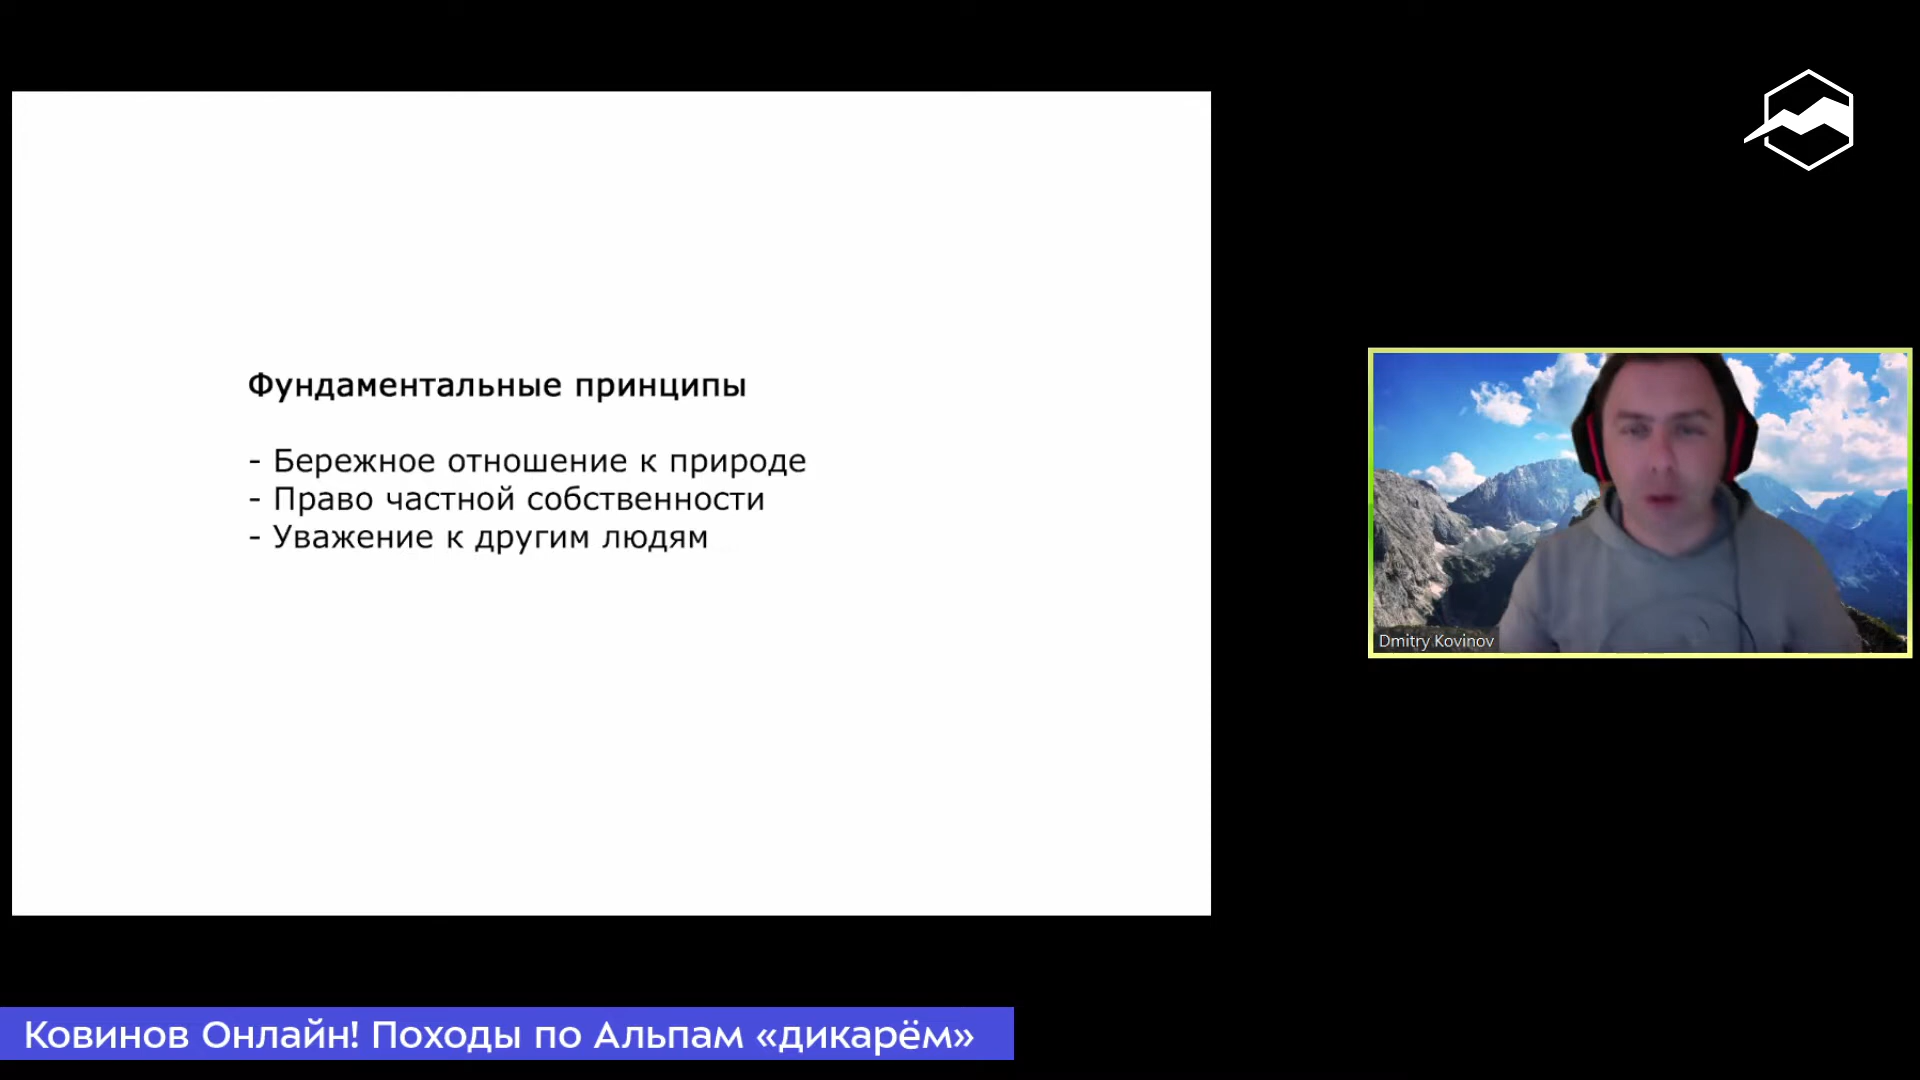 Фундаментальные принципы
- Бережное отношение к природе
- Право частной собственности
- Уважение к другим людям
Dmitry Kovinov
Ковинов Онлайн! Походы по Альпам «дикарём»